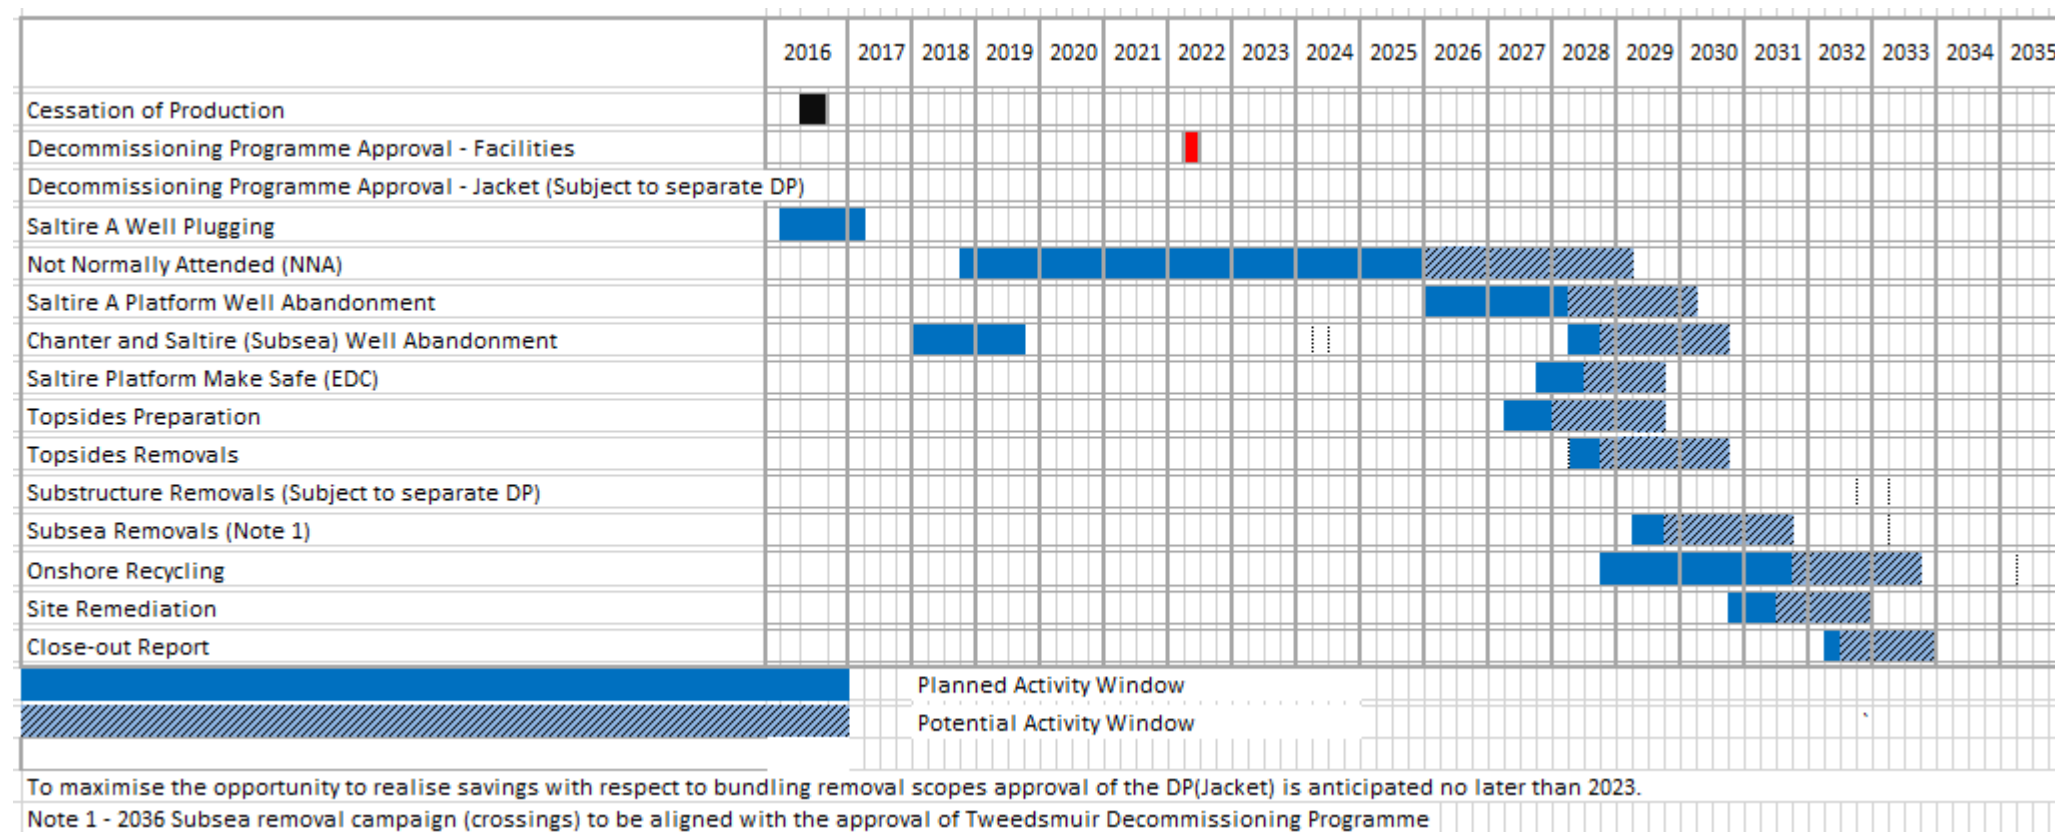 2016 2017 2018 2019 2020 2021 2022 2023 2024 2025 2026 2027 2028 2029 2030 2031 2032 2033 2034 2035
Cessation of Production
Decommissioning Programme Approval - Facilities
Decommissioning Programme Approval - Jacket (Subject to separate DP)
Saltire A Well Plugging
Not Normally Attended (NNA)
Saltire A Platform Well Abandonment
Chanter and Saltire (Subsea) Well Abandonment
Saltire Platform Make Safe (EDC)
Topsides Preparation
Topsides Removals
Substructure Removals (Subject to separate DP)
Subsea Removals (Note 1)
Onshore Recycling
Site Remediation
Close-out Report
Planned Activity Window
Potential Activity Window
To maximise the opportunity to realise savings with respect to bundling removal scopes approval of the DP(Jacket) is anticipated no later than 2023.
Note 1 - 2036 Subsea removal campaign (crossings) to be aligned with the approval of Tweedsmuir Decommissioning Programme